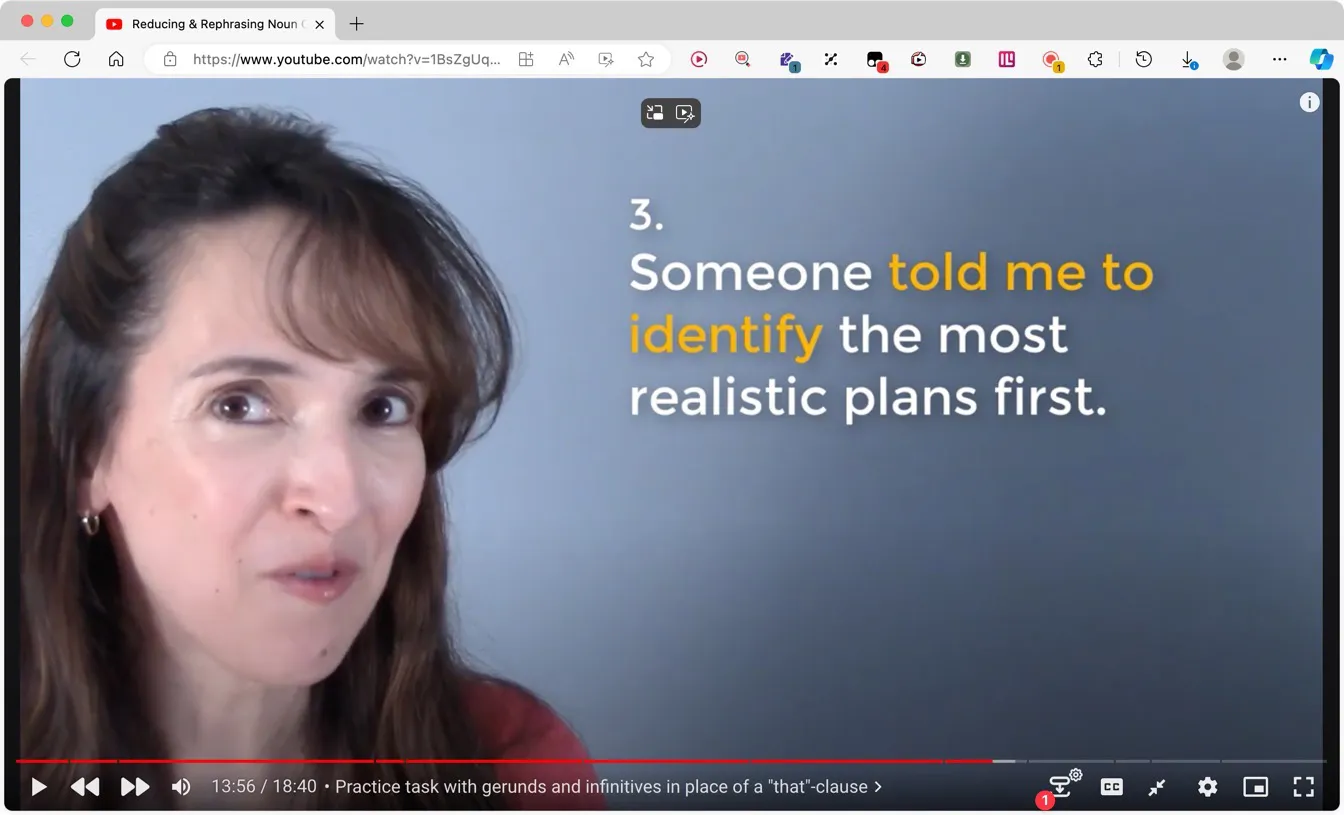 Reducing & Rephrasing Noun C
https://www.youtube.com/watch?v=1BsZgUq...
1
4
1
3.
Someone told me to
identify the most
realistic plans first.
13:56 / 18:40 • Practice task with gerunds and infinitives in place of a "that"-clause
1
CC